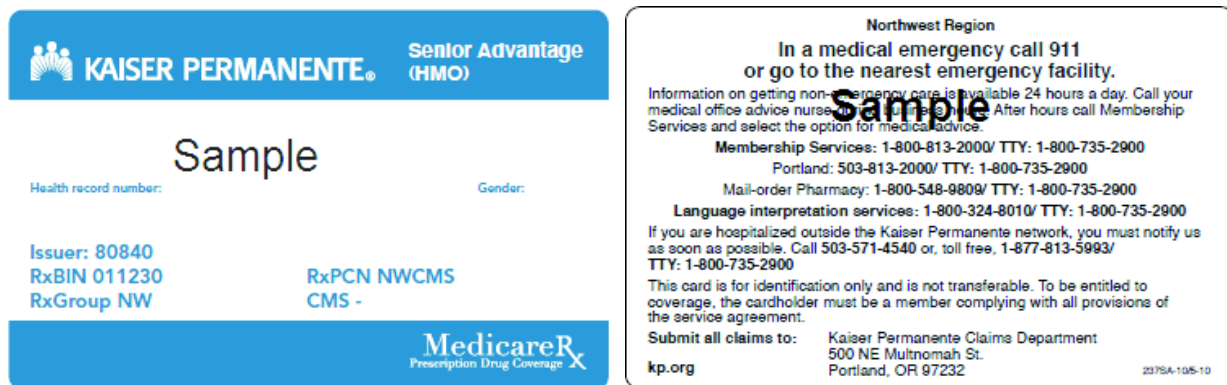 KAISER PERMANENTE®
Senior Advantage
(HMO)
Sample
Health record number:
Gender:
Issuer: 80840
RxBIN 011230
RxPCN NWCMS
RxGroup NW
CMS -
MedicareRx
Prescription Drug Coverage X
Northwest Region
In a medical emergency call 911
or go to the nearest emergency facility.
Information on getting non-emergency care is available 24 hours a day. Call your
medical office advice nurse during business hours. After hours call Membership
Services and select the option for medical advice.
Sample
Membership Services: 1-800-813-2000/ TTY: 1-800-735-2900
Portland: 503-813-2000/ TTY: 1-800-735-2900
Mail-order Pharmacy: 1-800-548-9809/ TTY: 1-800-735-2900
Language interpretation services: 1-800-324-8010/ TTY: 1-800-735-2900
If you are hospitalized outside the Kaiser Permanente network, you must notify us
as soon as possible. Call 503-571-4540 or, toll free, 1-877-813-5993/
TTY: 1-800-735-2900
This card is for identification only and is not transferable. To be entitled to
coverage, the cardholder must be a member complying with all provisions of
the service agreement.
Submit all claims to: Kaiser Permanente Claims Department
500 NE Multnomah St.
kp.org Portland, OR 97232
237SA-10/5-10